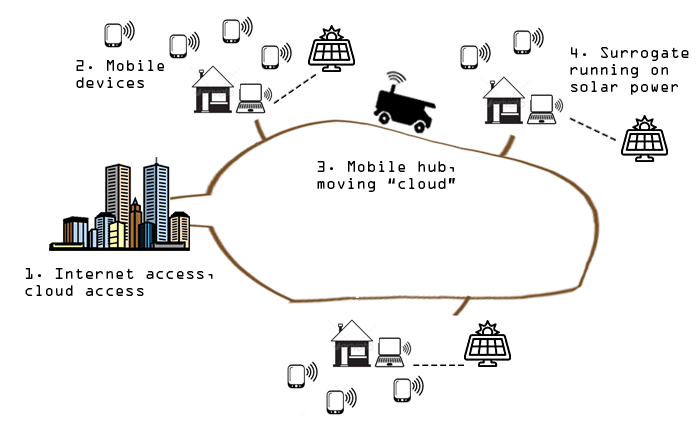 2. Mobile
devices
4. Surrogate
running on
solar power
3. Mobile hub,
moving “cloud”
1. Internet access,
cloud access